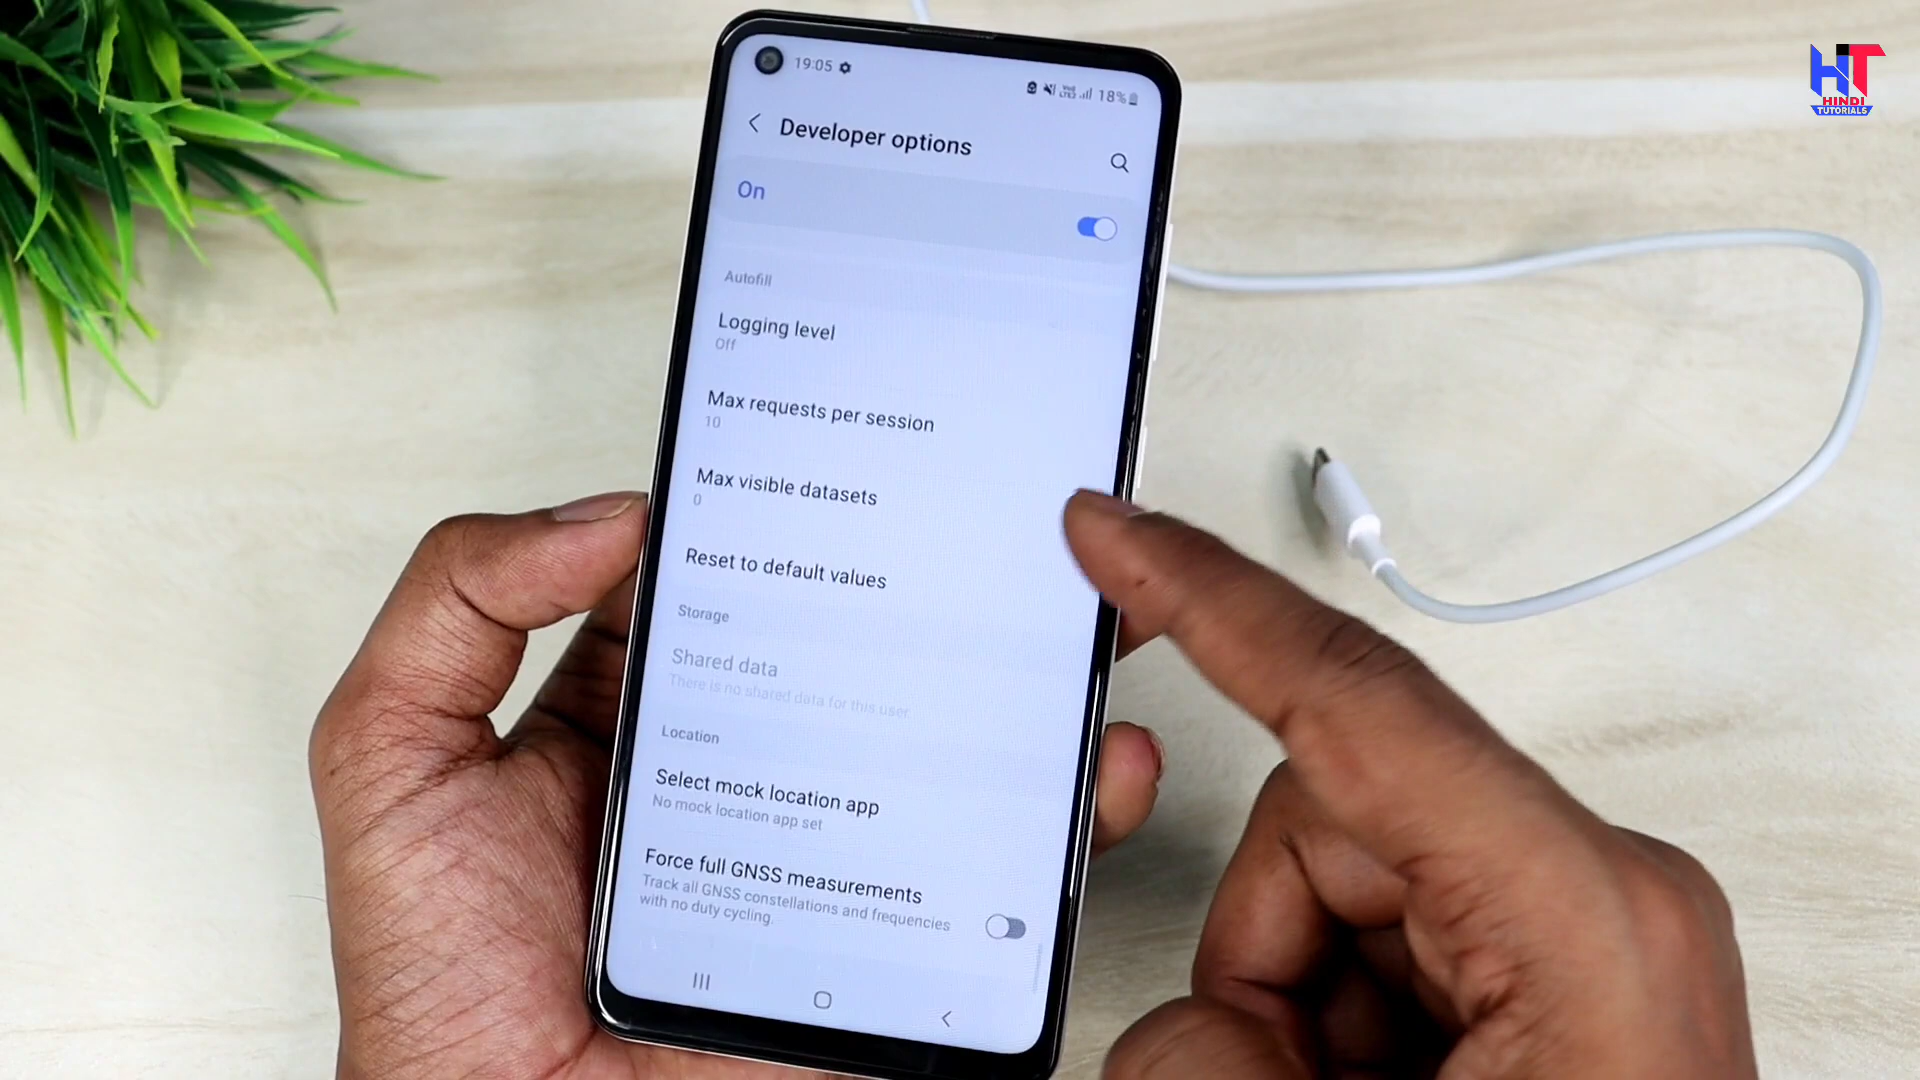 19:05
18%
HINDI
TUTORIALS
Developer options
On
Autofill
Logging level
Off
Max requests per session
10
Max visible datasets
0
Reset to default values
Storage
Shared data
There is no shared data for this user
Location
Select mock location app
No mock location app set
Force full GNSS measurements
Track all GNSS constellations and frequencies
with no duty cycling.